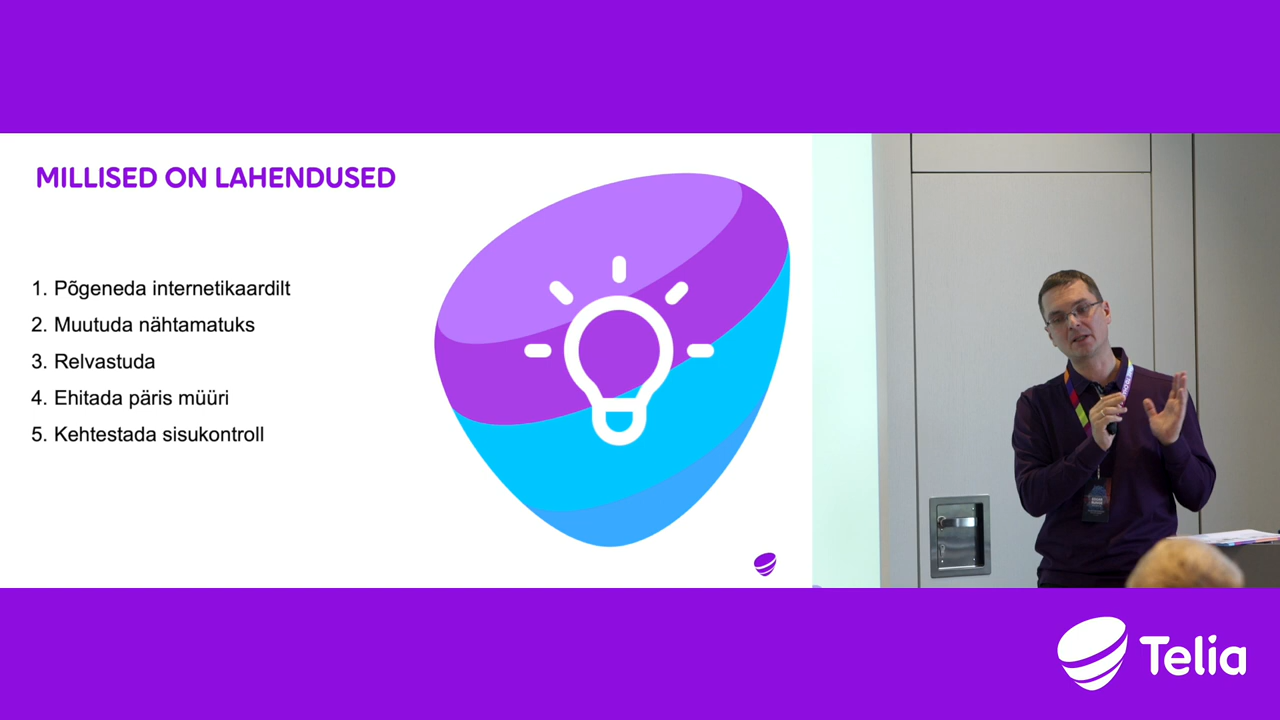 MILLISED ON LAHENDUSED
1. Põgeneda internetikaardilt
2. Muutuda nähtamatuks
3. Relvastuda
4. Ehitada päris müüri
5. Kehtestada sisukontroll
Telia